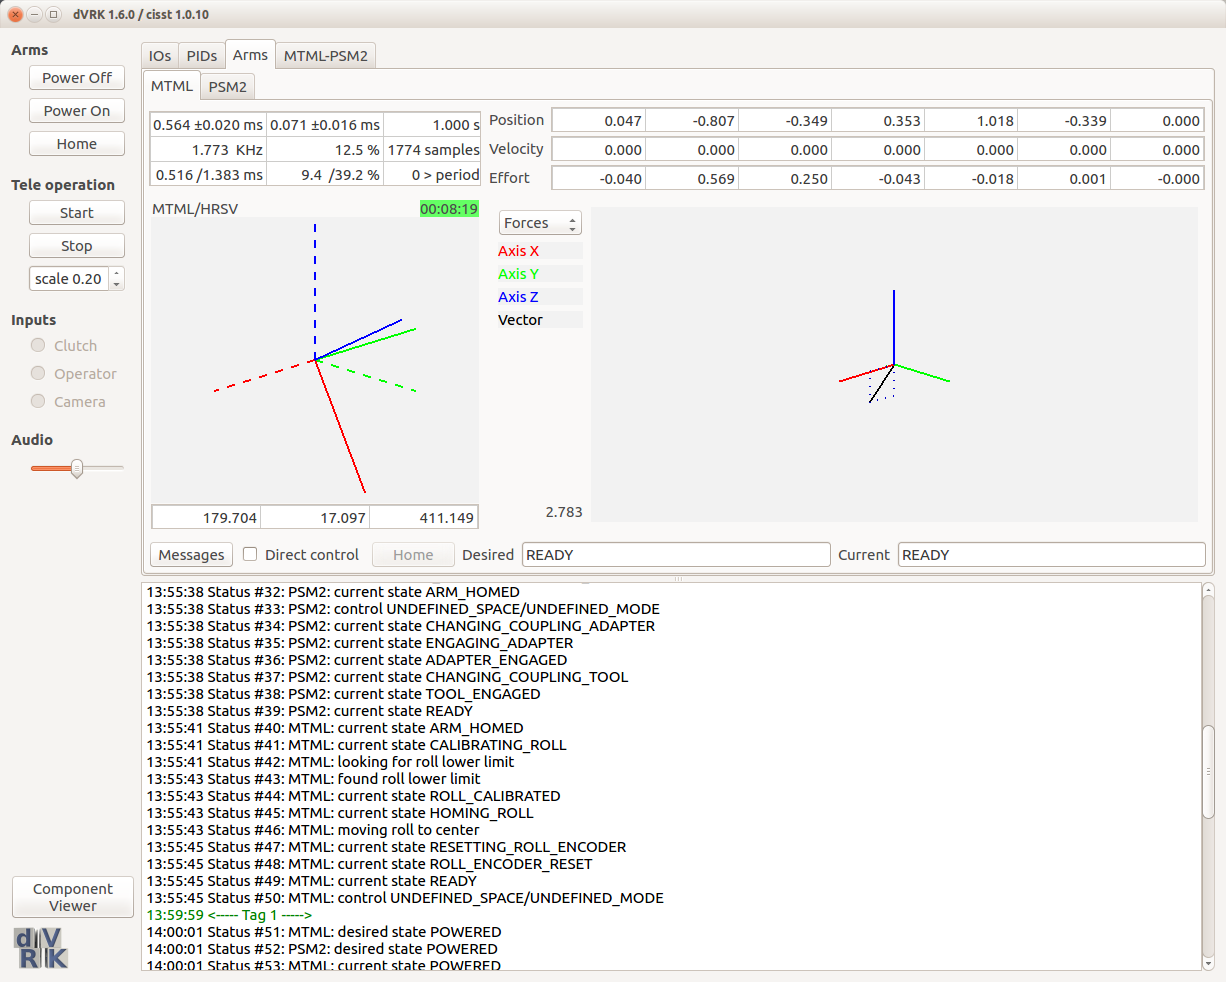 dVRK 1.6.0 / cisst 1.0.10
Arms
Power Off
Power On
Home
Tele operation
Start
Stop
scale 0.20
Inputs
Clutch
Operator
Camera
Audio
Component
Viewer
dVRK
IOs PIDs Arms MTML-PSM2
MTML PSM2
0.564 ±0.020 ms 0.071 ±0.016 ms 1.000 s
1.773 KHz 12.5 % 1774 samples
0.516 /1.383 ms 9.4 /39.2 % 0 > period
Position 0.047 -0.807 -0.349 0.353 1.018 -0.339 0.000
Velocity 0.000 0.000 0.000 0.000 0.000 0.000 0.000
Effort -0.040 0.569 0.250 -0.043 -0.018 0.001 -0.000
MTML/HRSV 00:08:19
Forces
Axis X
Axis Y
Axis Z
Vector
2.783
179.704 17.097 411.149
Messages Direct control Home Desired READY Current READY
13:55:38 Status #32: PSM2: current state ARM_HOMED
13:55:38 Status #33: PSM2: control UNDEFINED_SPACE/UNDEFINED_MODE
13:55:38 Status #34: PSM2: current state CHANGING_COUPLING_ADAPTER
13:55:38 Status #35: PSM2: current state ENGAGING_ADAPTER
13:55:38 Status #36: PSM2: current state ADAPTER_ENGAGED
13:55:38 Status #37: PSM2: current state CHANGING_COUPLING_TOOL
13:55:38 Status #38: PSM2: current state TOOL_ENGAGED
13:55:38 Status #39: PSM2: current state READY
13:55:41 Status #40: MTML: current state ARM_HOMED
13:55:41 Status #41: MTML: current state CALIBRATING_ROLL
13:55:41 Status #42: MTML: looking for roll lower limit
13:55:43 Status #43: MTML: found roll lower limit
13:55:43 Status #44: MTML: current state ROLL_CALIBRATED
13:55:43 Status #45: MTML: current state HOMING_ROLL
13:55:43 Status #46: MTML: moving roll to center
13:55:45 Status #47: MTML: current state RESETTING_ROLL_ENCODER
13:55:45 Status #48: MTML: current state ROLL_ENCODER_RESET
13:55:45 Status #49: MTML: current state READY
13:55:45 Status #50: MTML: control UNDEFINED_SPACE/UNDEFINED_MODE
13:59:59 <----- Tag 1 ----->
14:00:01 Status #51: MTML: desired state POWERED
14:00:01 Status #52: PSM2: desired state POWERED
14:00:01 Status #53: MTML: current state POWERED